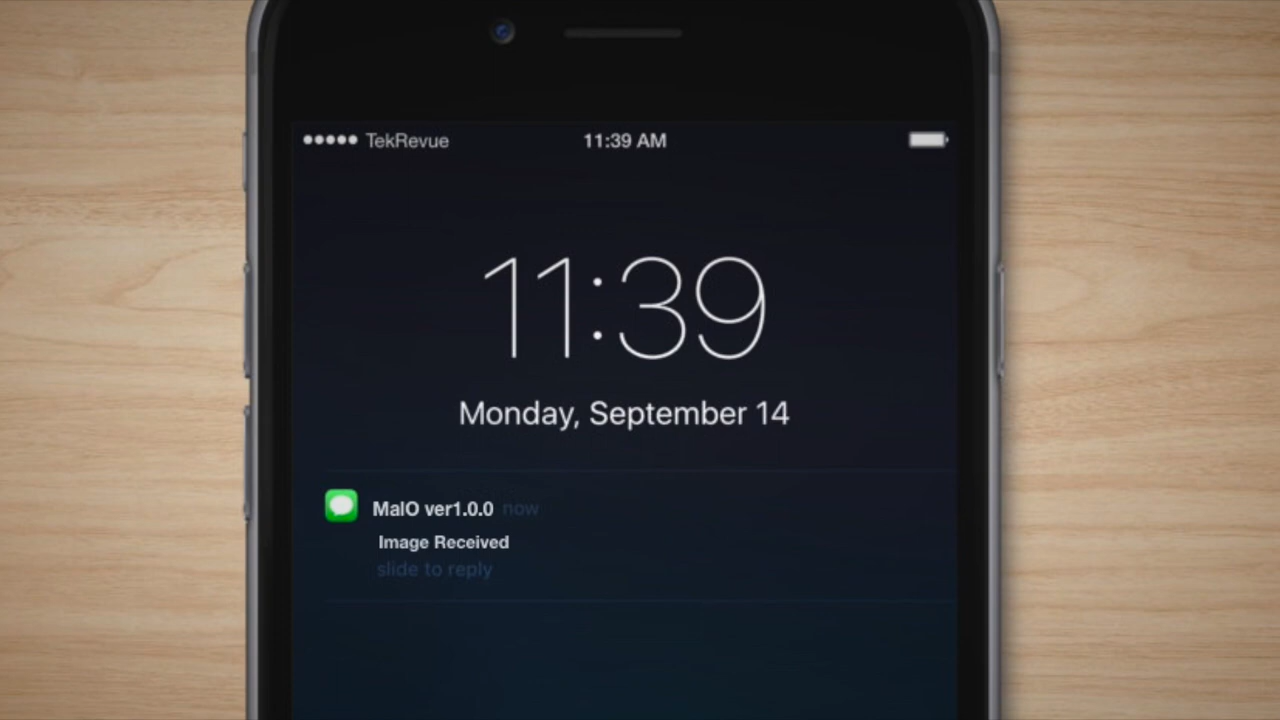 TekRevue 11:39 AM
11:39
Monday, September 14
MalO ver1.0.0 now
Image Received
slide to reply